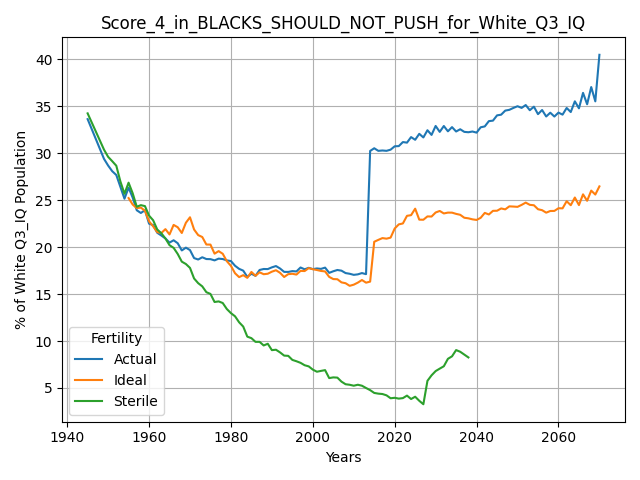 Score_4_in_BLACKS_SHOULD_NOT_PUSH_for_White_Q3_IQ
% of White Q3_IQ Population
40
35
30
25
20
15
10
5
Fertility
Actual
Ideal
Sterile
1940
1960
1980
2000
2020
2040
2060
Years